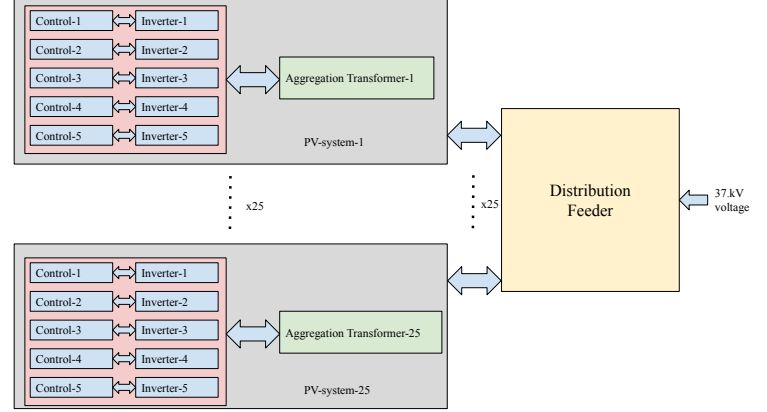 Control-1 Inverter-1
Control-2 Inverter-2
Control-3 Inverter-3
Control-4 Inverter-4
Control-5 Inverter-5
Aggregation Transformer-1
PV-system-1
x25
x25
Distribution
Feeder
37.kV
voltage
Control-1 Inverter-1
Control-2 Inverter-2
Control-3 Inverter-3
Control-4 Inverter-4
Control-5 Inverter-5
Aggregation Transformer-25
PV-system-25